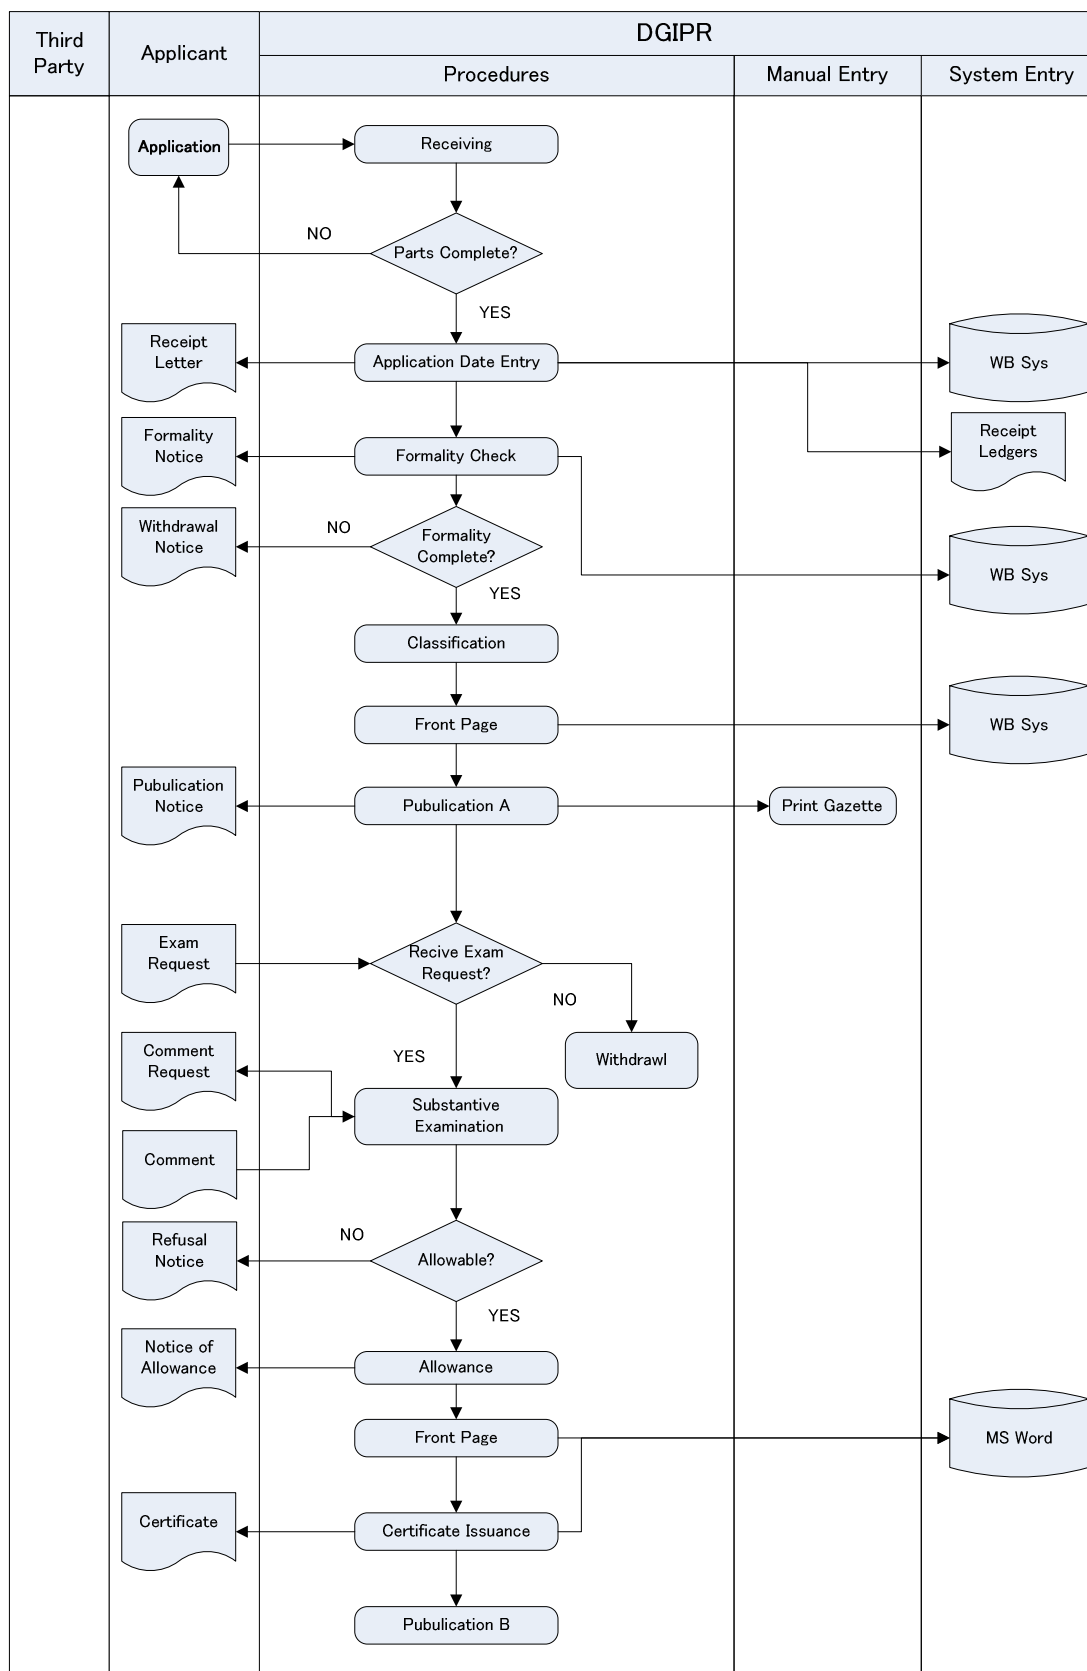 Third
Party
Applicant
DGIPR
Procedures
Manual Entry
System Entry
Application
Receiving
NO
Parts Complete?
YES
Receipt
Letter
Application Date Entry
WB Sys
Formality
Notice
Formality Check
Receipt
Ledgers
Withdrawal
Notice
NO
Formality
Complete?
WB Sys
YES
Classification
Front Page
WB Sys
Pubulication
Notice
Pubulication A
Print Gazette
Exam
Request
Recive Exam
Request?
NO
Comment
Request
YES
Withdrawl
Substantive
Examination
Comment
Refusal
Notice
NO
Allowable?
YES
Notice of
Allowance
Allowance
Front Page
MS Word
Certificate
Certificate Issuance
Pubulication B